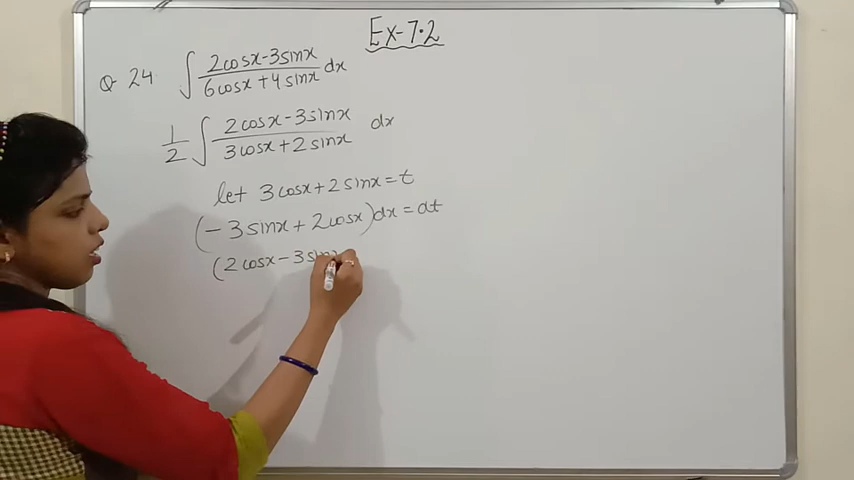 Ex-7.2
Q 24 ∫ 2cosx-3sinx / 6cosx+4sinx dx
1/2 ∫ 2cosx-3sinx / 3cosx+2sinx dx
let 3cosx+2sinx=t
(-3sinx+2cosx)dx=dt
(2cosx-3sin